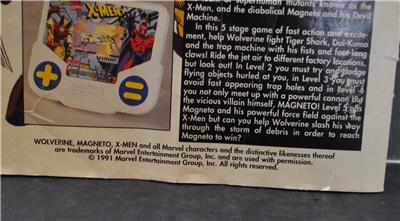 of superhuman mutants known as the
X-Men, and the diabolical Magneto and his Devil
Machine.
In this 5 stage game of fast action and excite-
ment, help Wolverine fight Tiger Shark, Dai-Kumo
and the trap machine with his fists and foot-long
claws! Ride the jet air to different factory locations,
but look out! In Level 2 you must try and dodge
flying objects hurled at you, in Level 3 you must
avoid fast appearing trap holes and in level 4
you not only meet up with a powerful cannon but
the vicious villain himself, MAGNETO! Level 5 has
Magneto and his powerful force field against the
X-Men but can you help Wolverine slash his way
through the storm of debris in order to reach
Magneto to win?
X-MEN
WOLVERINE, MAGNETO, X-MEN and all Marvel characters and the distinctive likenesses thereof
are trademarks of Marvel Entertainment Group, Inc. and are used with permission.
© 1991 Marvel Entertainment Group, Inc. All rights reserved.